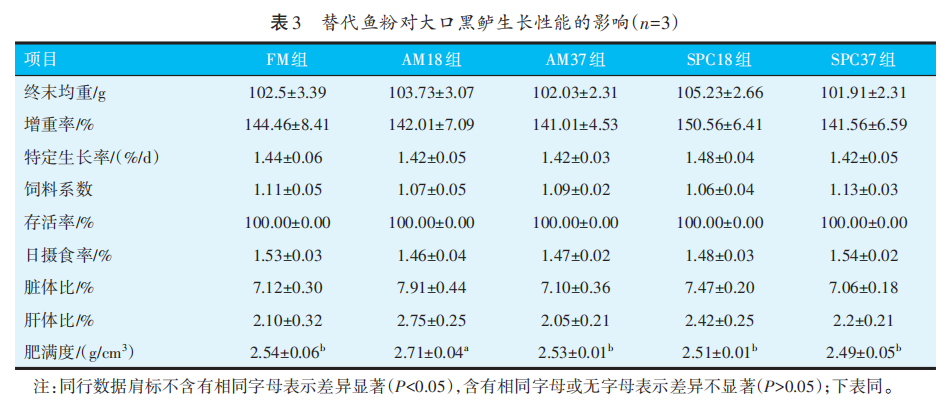 表3 替代鱼粉对大口黑鲈生长性能的影响(n=3)
项目 FM组 AM18组 AM37组 SPC18组 SPC37组
终末均重/g 102.5±3.39 103.73±3.07 102.03±2.31 105.23±2.66 101.91±2.31
增重率/% 144.46±8.41 142.01±7.09 141.01±4.53 150.56±6.41 141.56±6.59
特定生长率/(%/d) 1.44±0.06 1.42±0.05 1.42±0.03 1.48±0.04 1.42±0.05
饲料系数 1.11±0.05 1.07±0.05 1.09±0.02 1.06±0.04 1.13±0.03
存活率/% 100.00±0.00 100.00±0.00 100.00±0.00 100.00±0.00 100.00±0.00
日摄食率/% 1.53±0.03 1.46±0.04 1.47±0.02 1.48±0.03 1.54±0.02
脏体比/% 7.12±0.30 7.91±0.44 7.10±0.36 7.47±0.20 7.06±0.18
肝体比/% 2.10±0.32 2.75±0.25 2.05±0.21 2.42±0.25 2.2±0.21
肥满度/(g/cm³) 2.54±0.06ᵇ 2.71±0.04ᵃ 2.53±0.01ᵇ 2.51±0.01ᵇ 2.49±0.05ᵇ
注:同行数据肩标不含有相同字母表示差异显著(P<0.05),含有相同字母或无字母表示差异不显著(P>0.05);下表同。